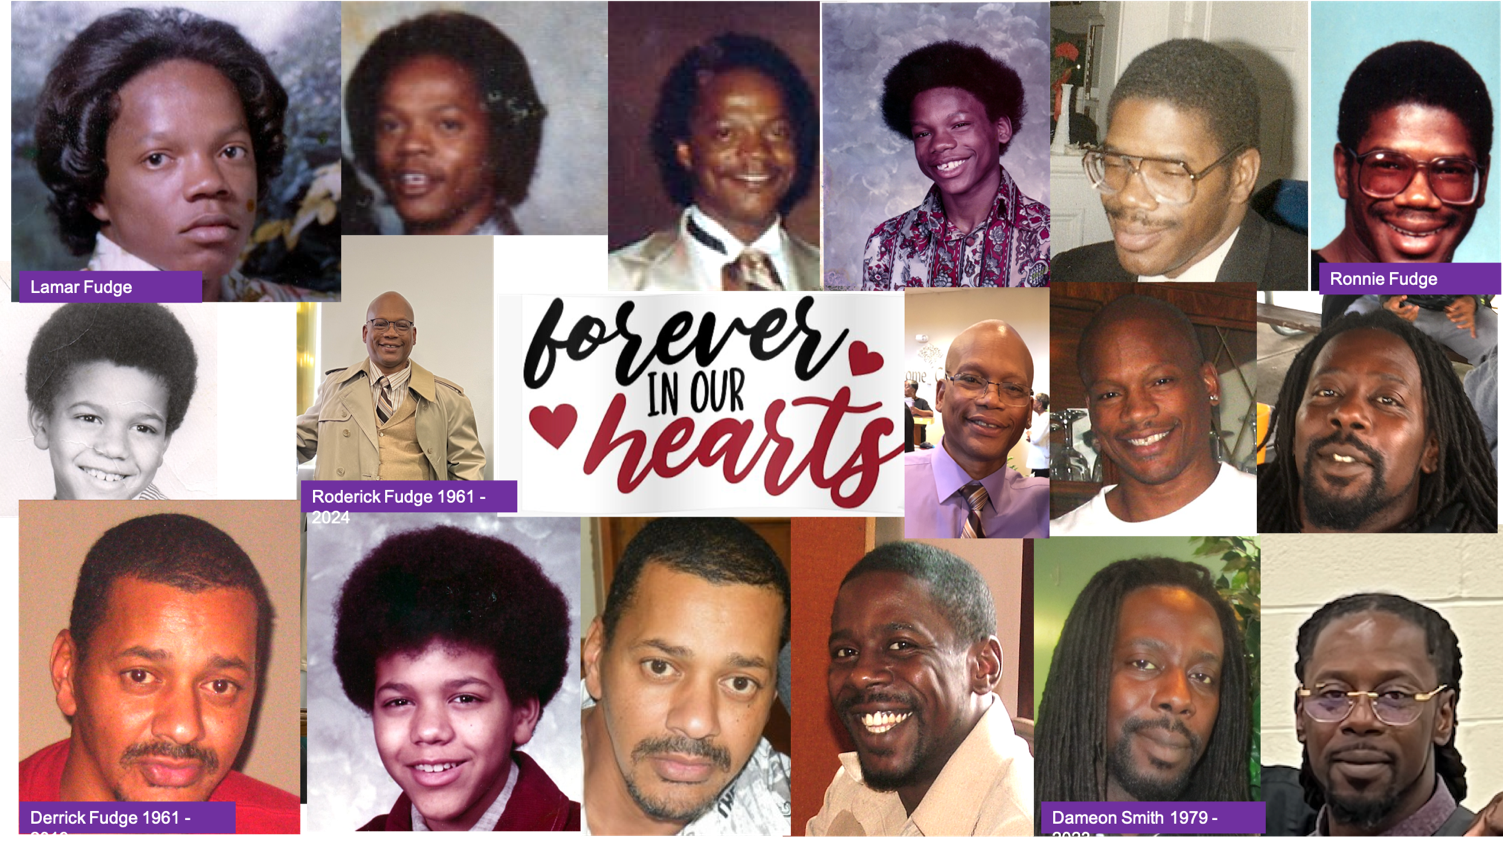 Lamar Fudge
Ronnie Fudge
forever
IN OUR
hearts
Roderick Fudge 1961 -
2024
Derrick Fudge 1961 -
Dameon Smith 1979 -